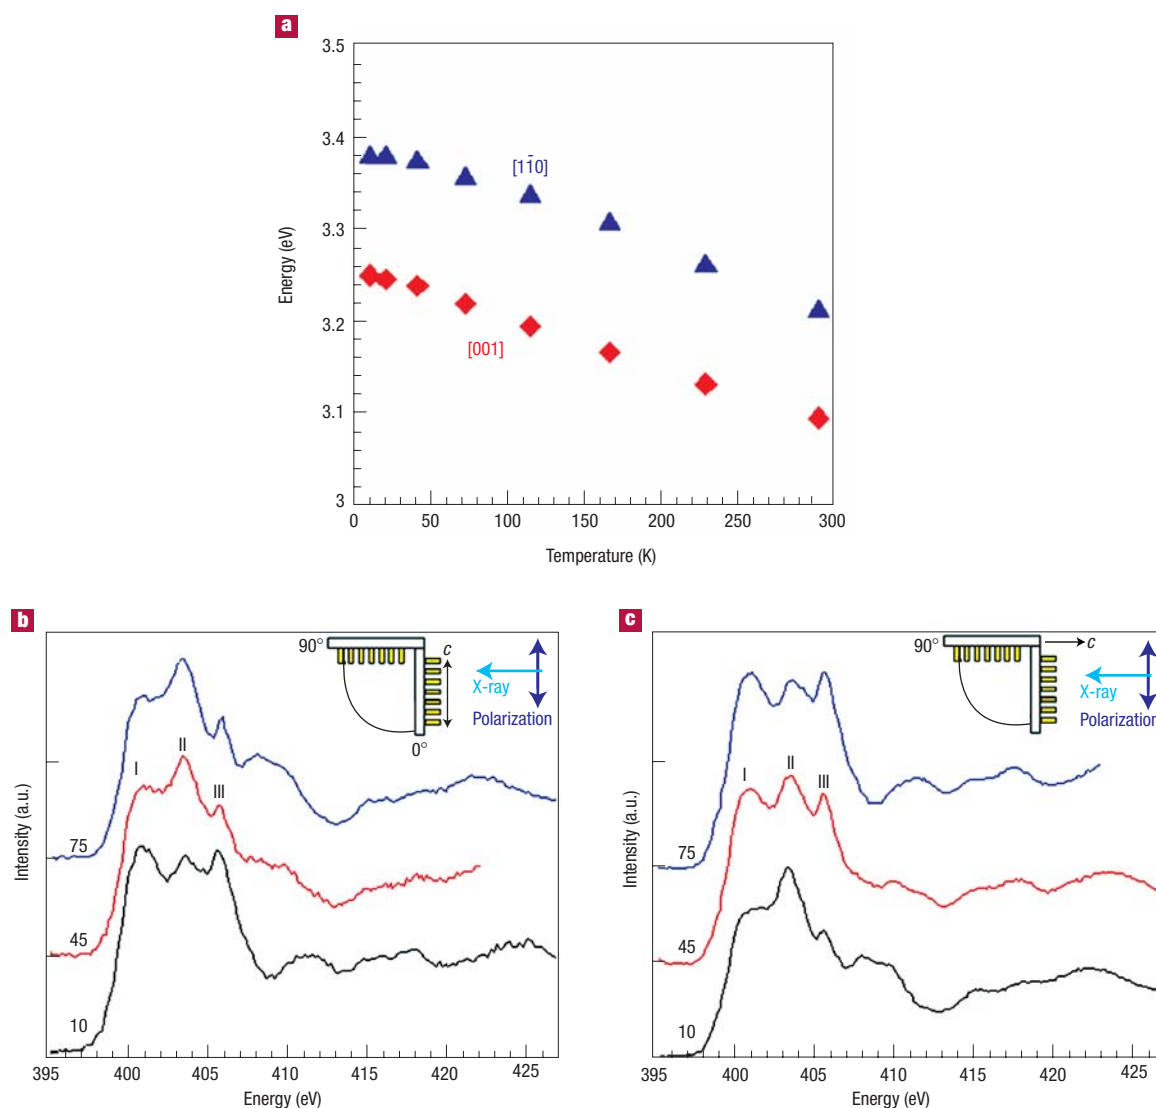 a
3.5
3.4
3.3
3.2
3.1
3
Energy (eV)
[11̄0]
[001]
0 50 100 150 200 250 300
Temperature (K)
b
90°
c
X-ray
Polarization
0°
I
II
III
75
45
10
Intensity (a.u.)
395 400 405 410 415 420 425
Energy (eV)
c
90°
c
X-ray
Polarization
0°
I
II
III
75
45
10
Intensity (a.u.)
395 400 405 410 415 420 425
Energy (eV)